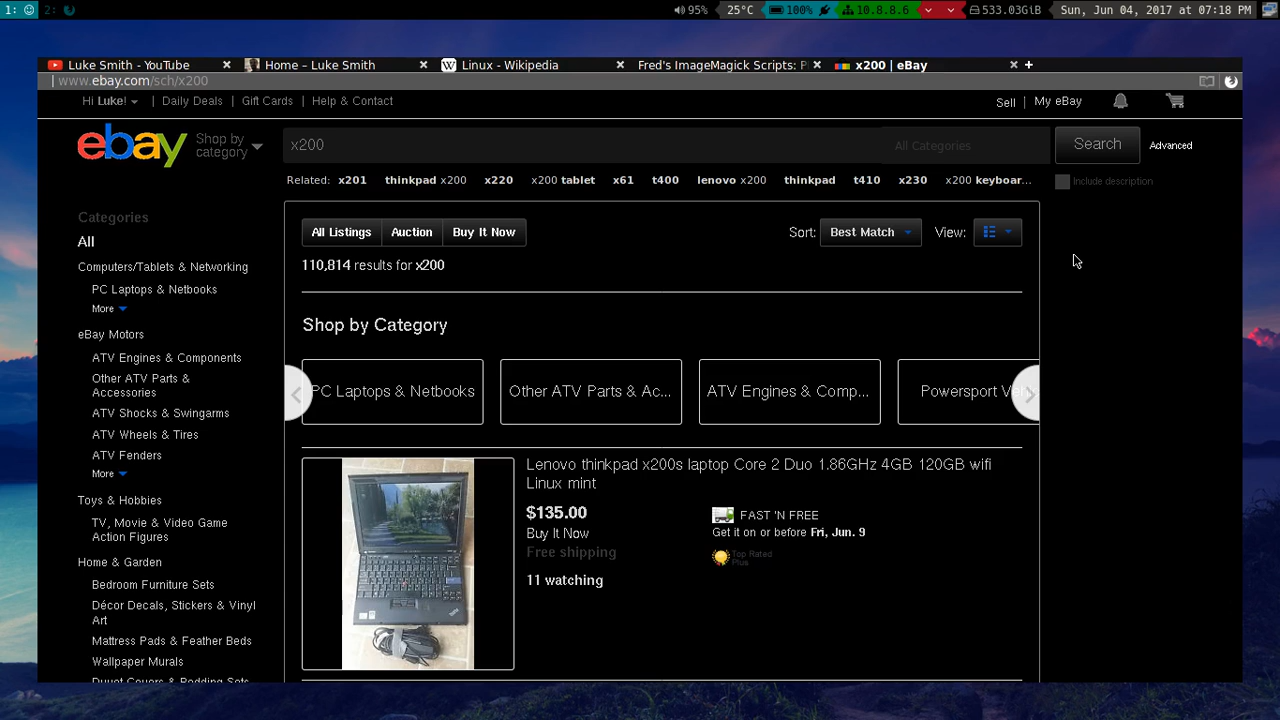 1: 2: 95% 25°C 100% 10.8.8.6 533.03GiB Sun, Jun 04, 2017 at 07:18 PM
Luke Smith - YouTube Home – Luke Smith Linux - Wikipedia Fred's ImageMagick Scripts: x200 | eBay
www.ebay.com/sch/x200
Hi Luke! Daily Deals Gift Cards Help & Contact Sell My eBay
ebay Shop by category x200 All Categories Search Advanced
Related: x201 thinkpad x200 x220 x200 tablet x61 t400 lenovo x200 thinkpad t410 x230 x200 keyboar... Include description
Categories
All
Computers/Tablets & Networking
PC Laptops & Netbooks
More
eBay Motors
ATV Engines & Components
Other ATV Parts &
Accessories
ATV Shocks & Swingarms
ATV Wheels & Tires
ATV Fenders
More
Toys & Hobbies
TV, Movie & Video Game
Action Figures
Home & Garden
Bedroom Furniture Sets
Décor Decals, Stickers & Vinyl
Art
Mattress Pads & Feather Beds
Wallpaper Murals
All Listings Auction Buy It Now Sort: Best Match View:
110,814 results for x200
Shop by Category
PC Laptops & Netbooks Other ATV Parts & Ac... ATV Engines & Comp... Powersport
Lenovo thinkpad x200s laptop Core 2 Duo 1.86GHz 4GB 120GB wifi
Linux mint
$135.00
Buy It Now
Free shipping
11 watching
FAST 'N FREE
Get it on or before Fri, Jun. 9
Top Rated
Plus